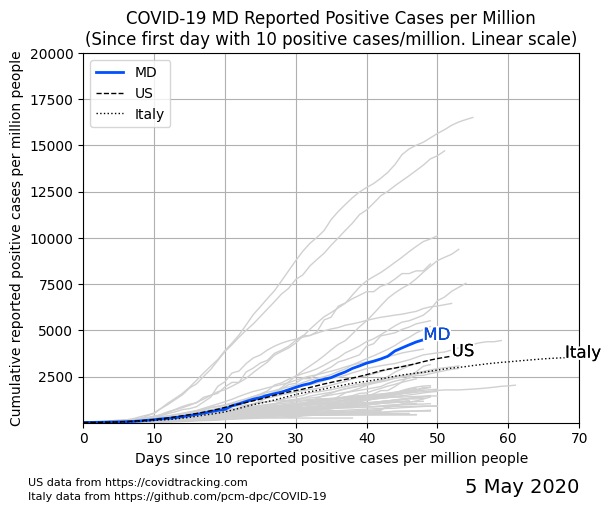 COVID-19 MD Reported Positive Cases per Million
(Since first day with 10 positive cases/million. Linear scale)
Cumulative reported positive cases per million people
20000
17500
15000
12500
10000
7500
5000
2500
MD
US
Italy
MD
US
Italy
0
10
20
30
40
50
60
70
Days since 10 reported positive cases per million people
US data from https://covidtracking.com
Italy data from https://github.com/pcm-dpc/COVID-19
5 May 2020